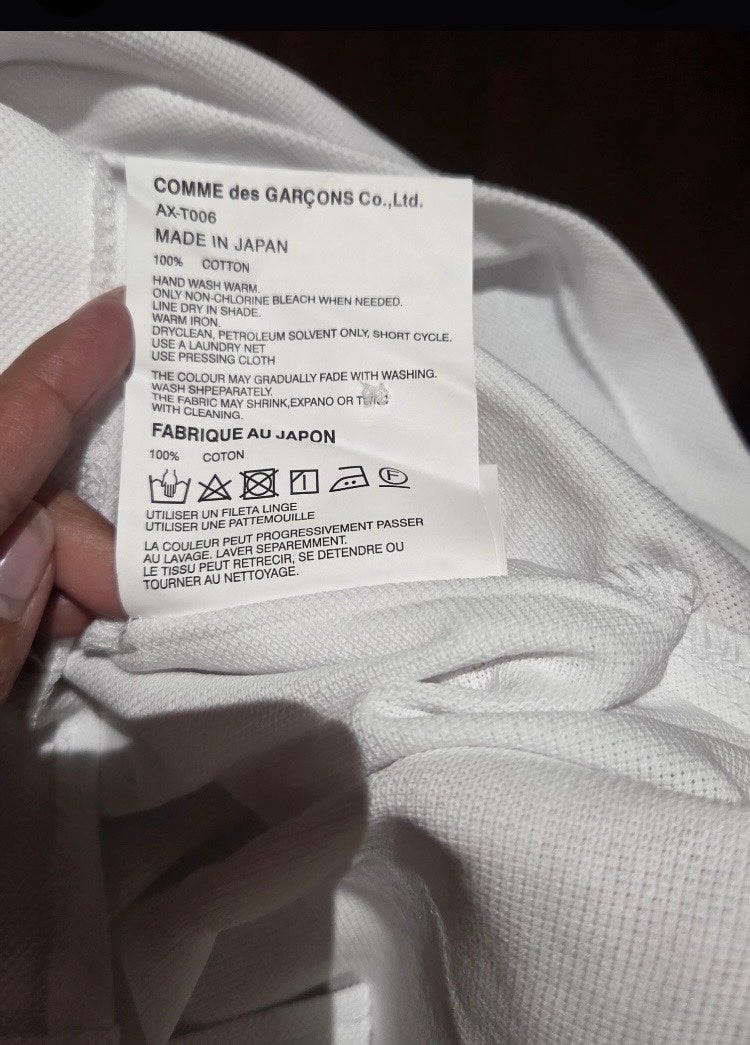 COMME des GARÇONS Co.,Ltd.
AX-T006
MADE IN JAPAN
100% COTTON
HAND WASH WARM.
ONLY NON-CHLORINE BLEACH WHEN NEEDED.
LINE DRY IN SHADE.
WARM IRON.
DRYCLEAN, PETROLEUM SOLVENT ONLY, SHORT CYCLE.
USE A LAUNDRY NET
USE PRESSING CLOTH
THE COLOUR MAY GRADUALLY FADE WITH WASHING.
WASH SHPEPARATELY.
THE FABRIC MAY SHRINK,EXPANO OR
WITH CLEANING.
FABRIQUE AU JAPON
100% COTON
F
UTILISER UN FILETA LINGE
UTILISER UNE PATTEMOUILLE
LA COULEUR PEUT PROGRESSIVEMENT PASSER
AU LAVAGE. LAVER SEPAREMMENT.
LE TISSU PEUT RETRECIR, SE DETENDRE OU
TOURNER AU NETTOYAGE.